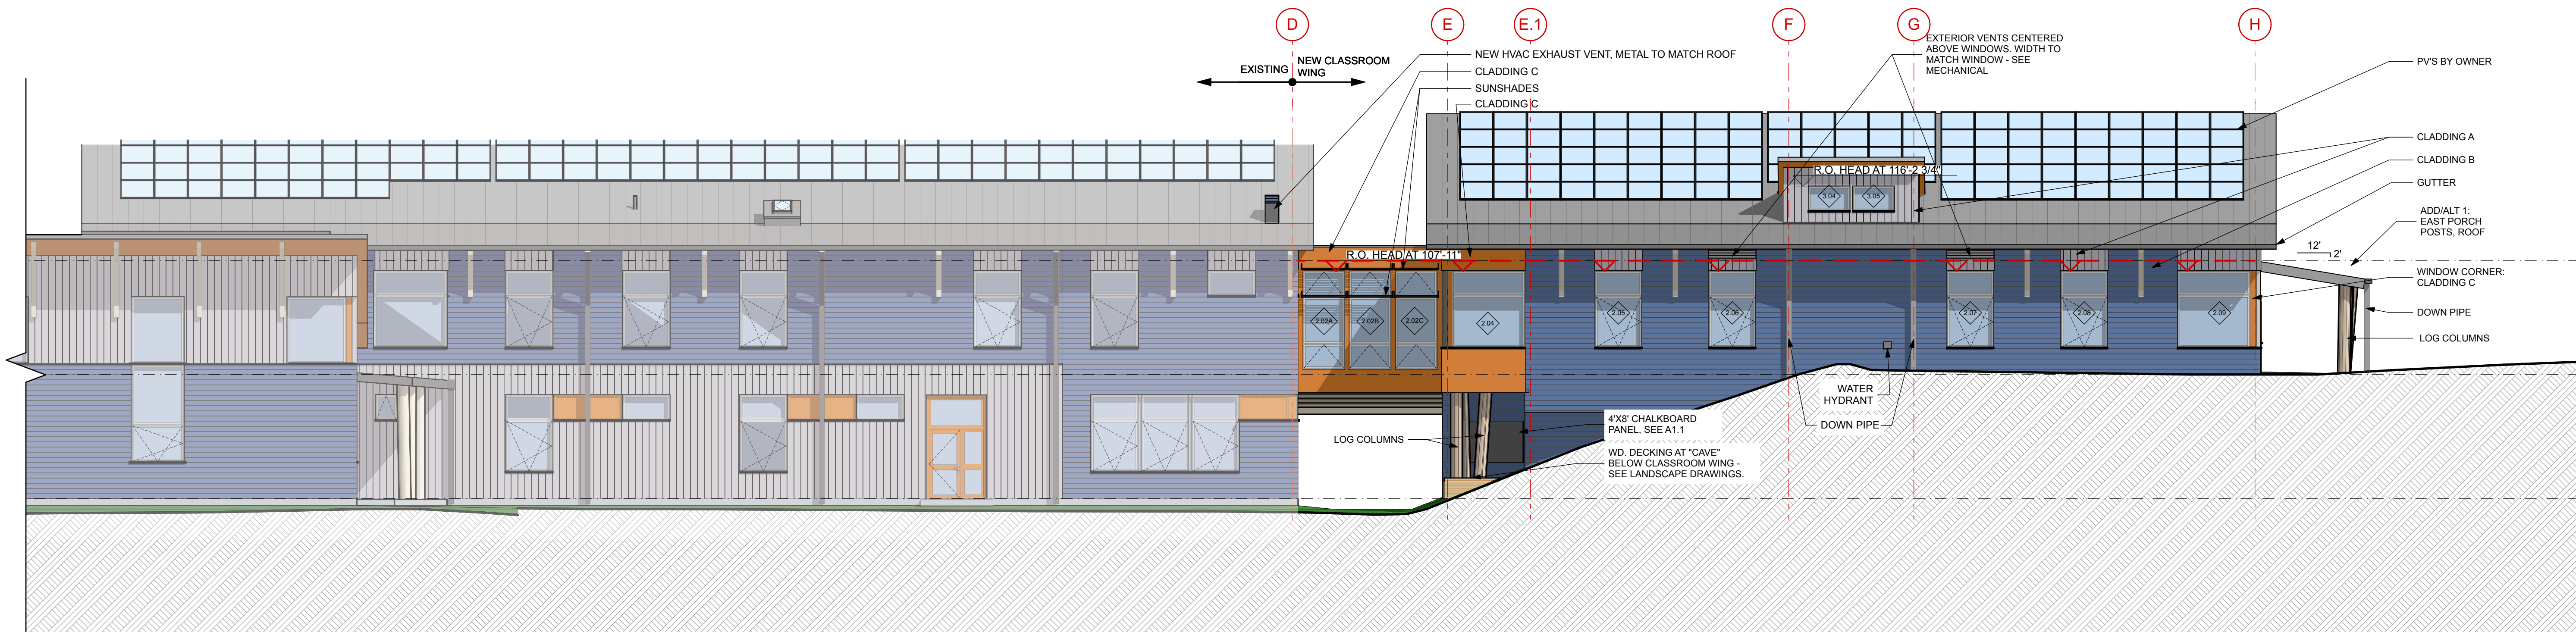 D
E
E.1
F
G
H
EXISTING
NEW CLASSROOM
WING
NEW HVAC EXHAUST VENT, METAL TO MATCH ROOF
CLADDING C
SUNSHADES
CLADDING C
EXTERIOR VENTS CENTERED
ABOVE WINDOWS. WIDTH TO
MATCH WINDOW - SEE
MECHANICAL
PV'S BY OWNER
CLADDING A
CLADDING B
GUTTER
ADD/ALT 1:
EAST PORCH
POSTS, ROOF
12'
2'
WINDOW CORNER:
CLADDING C
DOWN PIPE
LOG COLUMNS
R.O. HEAD AT 116'-2 3/4"
3.04
3.05
R.O. HEAD AT 107'-11"
2.02A
2.02B
2.02C
2.04
2.05
2.06
2.07
2.08
2.09
WATER
HYDRANT
DOWN PIPE
LOG COLUMNS
4'X8' CHALKBOARD
PANEL, SEE A1.1
WD. DECKING AT "CAVE"
BELOW CLASSROOM WING -
SEE LANDSCAPE DRAWINGS.